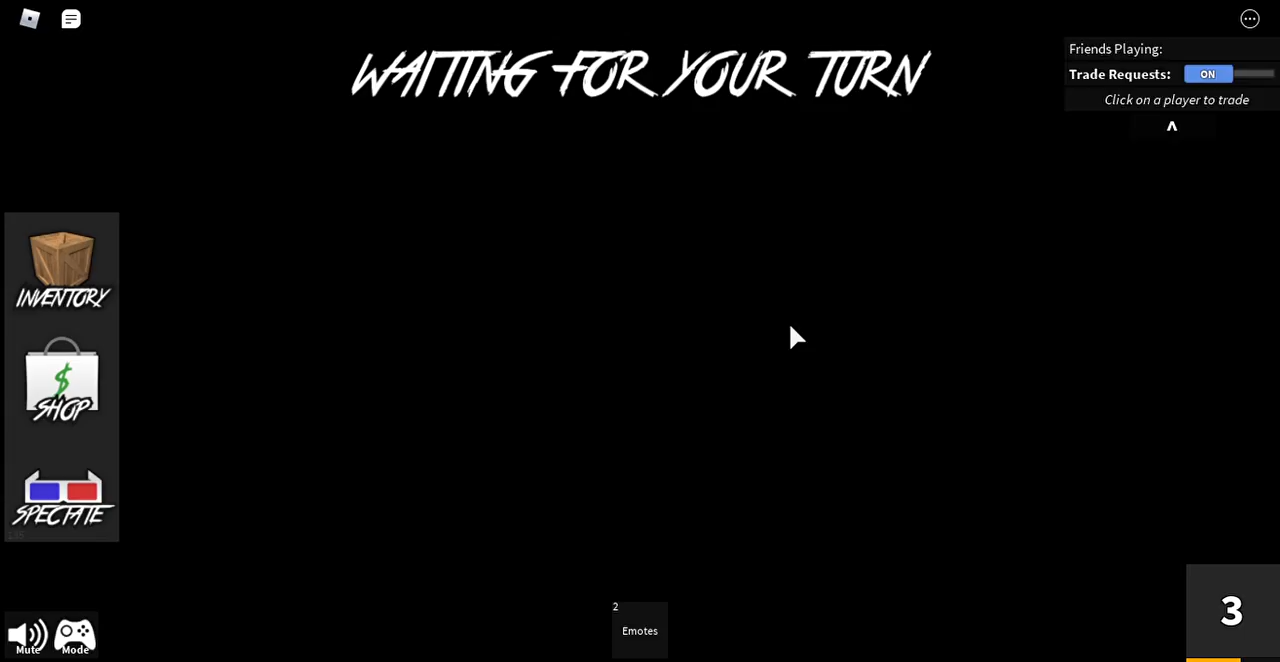 WAITING FOR YOUR TURN
Friends Playing:
Trade Requests: ON
Click on a player to trade
^
INVENTORY
$
SHOP
SPECTATE
135
2
Emotes
Mute
Mode
3